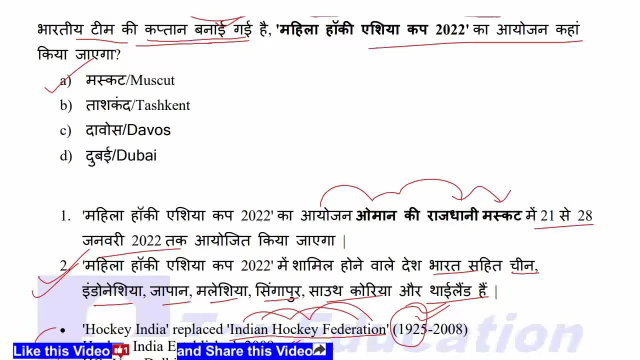 भारतीय टीम की कप्तान बनाई गई है, 'महिला हॉकी एशिया कप 2022' का आयोजन कहां
किया जाएगा?
a) मस्कट/Muscut
b) ताशकंद/Tashkent
c) दावोस/Davos
d) दुबई/Dubai
1. 'महिला हॉकी एशिया कप 2022' का आयोजन ओमान की राजधानी मस्कट में 21 से 28
जनवरी 2022 तक आयोजित किया जाएगा |
2. 'महिला हॉकी एशिया कप 2022' में शामिल होने वाले देश भारत सहित चीन,
इंडोनेशिया, जापान, मलेशिया, सिंगापुर, साउथ कोरिया और थाईलैंड हैं |
• 'Hockey India' replaced 'Indian Hockey Federation' (1925-2008)
Like this Video and Share this Video